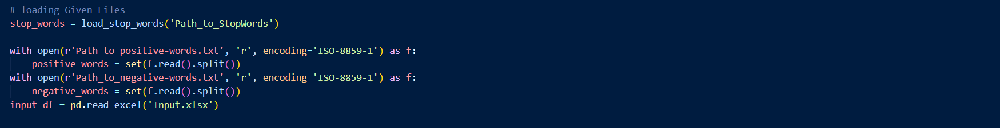 # loading Given Files
stop_words = load_stop_words('Path_to_StopWords')
with open(r'Path_to_positive-words.txt', 'r', encoding='ISO-8859-1') as f:
    positive_words = set(f.read().split())
with open(r'Path_to_negative-words.txt', 'r', encoding='ISO-8859-1') as f:
    negative_words = set(f.read().split())
input_df = pd.read_excel('Input.xlsx')